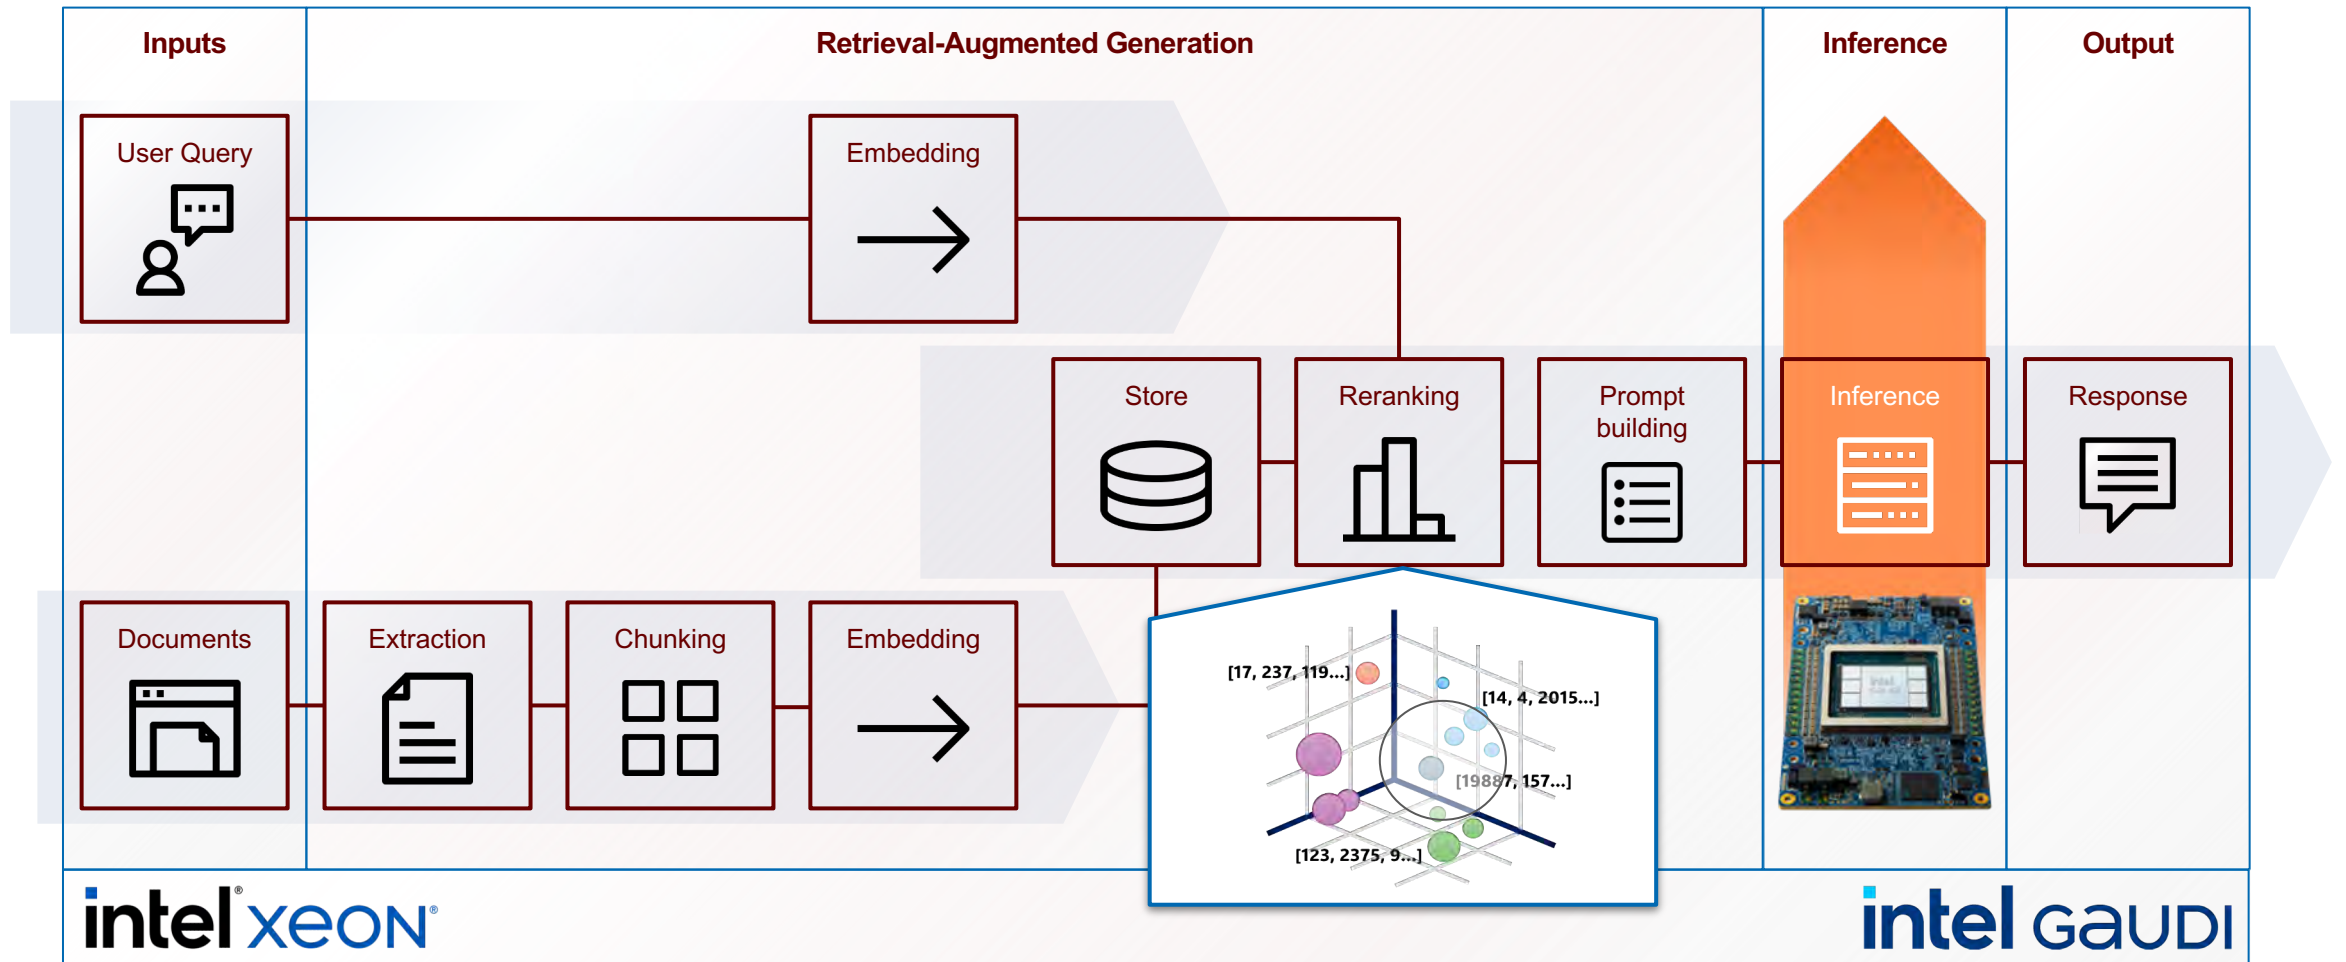 Inputs
Retrieval-Augmented Generation
Inference
Output
User Query
Embedding
Store
Reranking
Prompt
building
Inference
Response
Documents
Extraction
Chunking
Embedding
[17, 237, 119...]
[14, 4, 2015...]
[19887, 157...]
[123, 2375, 9...]
intel
intel® xeon®
intel GAUDI